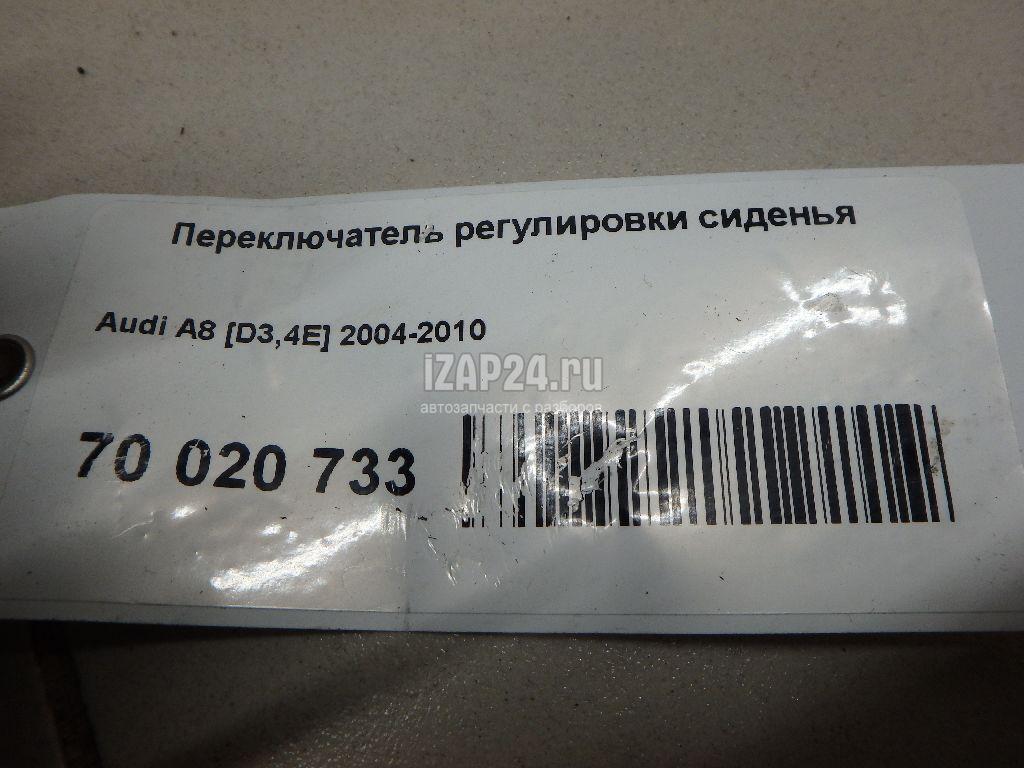 Переключатель регулировки сиденья
Audi A8 [D3,4E] 2004-2010
iZAP24.ru
автозапчасти с разборов
70 020 733